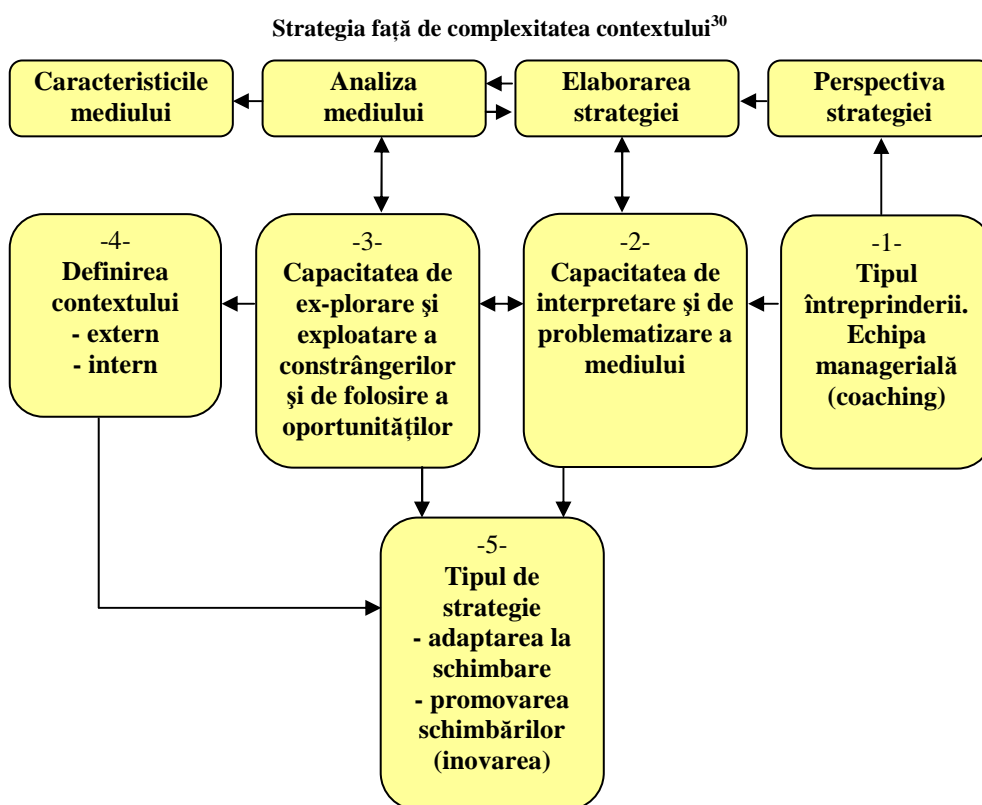 Strategia față de complexitatea contextului30
Caracteristicile
mediului
Analiza
mediului
Elaborarea
strategiei
Perspectiva
strategiei
-4-
Definirea
contextului
- extern
- intern
-3-
Capacitatea de
ex-plorare şi
exploatare a
constrângerilor
şi de folosire a
oportunităților
-2-
Capacitatea de
interpretare şi de
problematizare a
mediului
-1-
Tipul
întreprinderii.
Echipa
managerială
(coaching)
-5-
Tipul de
strategie
- adaptarea la
schimbare
- promovarea
schimbărilor
(inovarea)